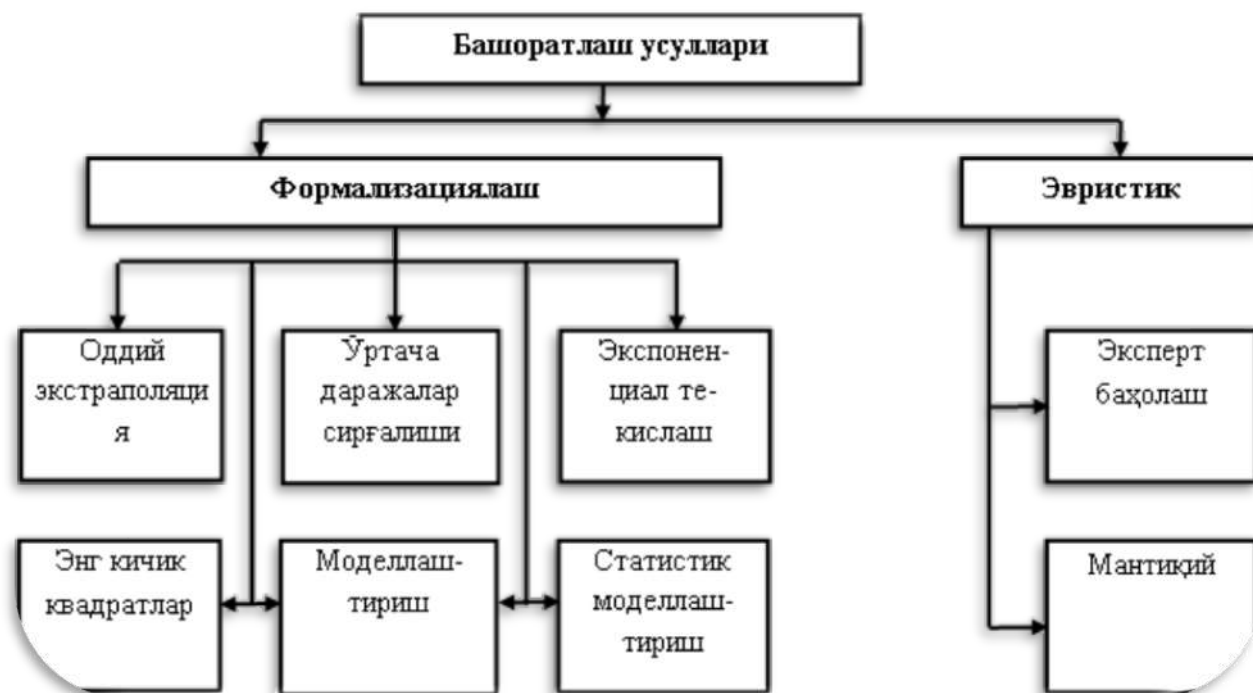 Башоратлаш усуллари
Формализациялаш
Эвристик
Оддий
экстраполяци
я
Ўртача
даражалар
сирғалиши
Экспонен-
циал те-
кислаш
Эксперт
баҳолаш
Энг кичик
квадратлар
Моделлаш-
тириш
Статистик
моделлаш-
тириш
Мантиқий